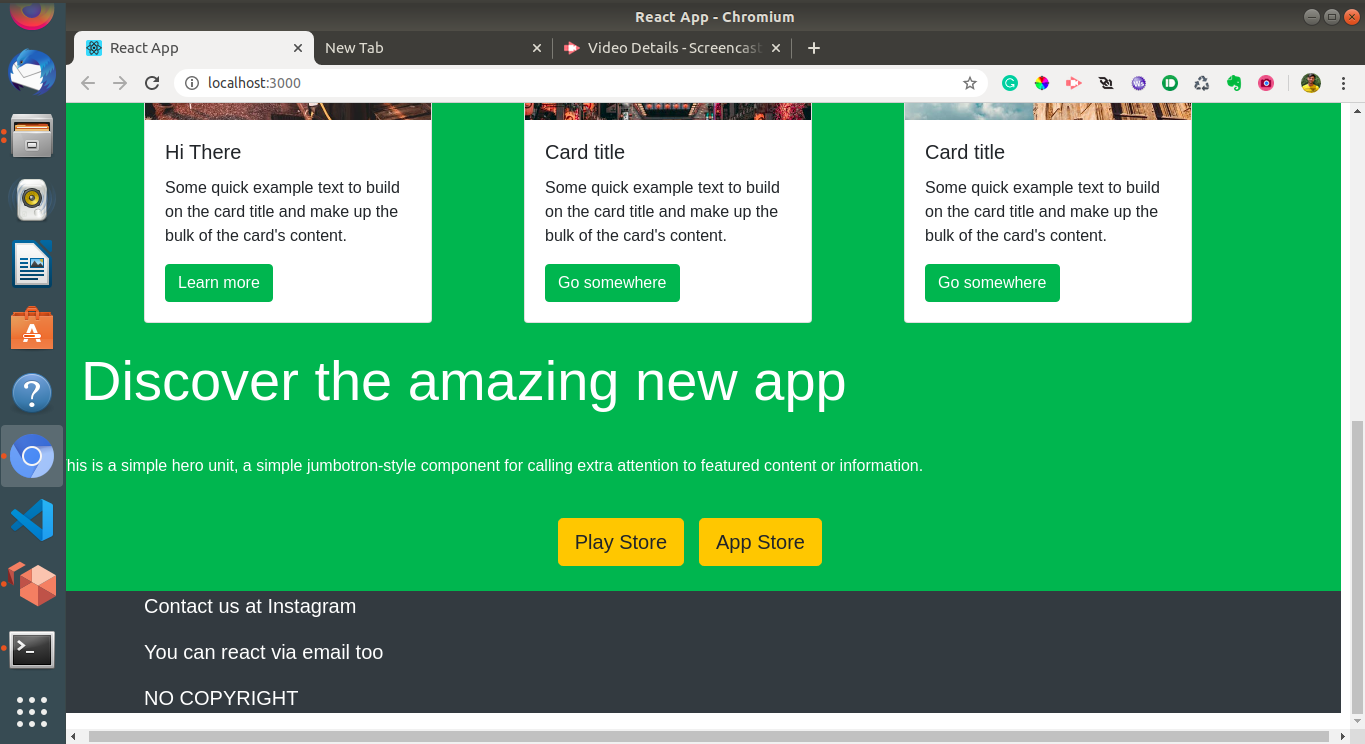 React App - Chromium
React App
New Tab
Video Details - Screencast
localhost:3000
Hi There
Some quick example text to build
on the card title and make up the
bulk of the card's content.
Learn more
Card title
Some quick example text to build
on the card title and make up the
bulk of the card's content.
Go somewhere
Card title
Some quick example text to build
on the card title and make up the
bulk of the card's content.
Go somewhere
Discover the amazing new app
his is a simple hero unit, a simple jumbotron-style component for calling extra attention to featured content or information.
Play Store
App Store
Contact us at Instagram
You can react via email too
NO COPYRIGHT